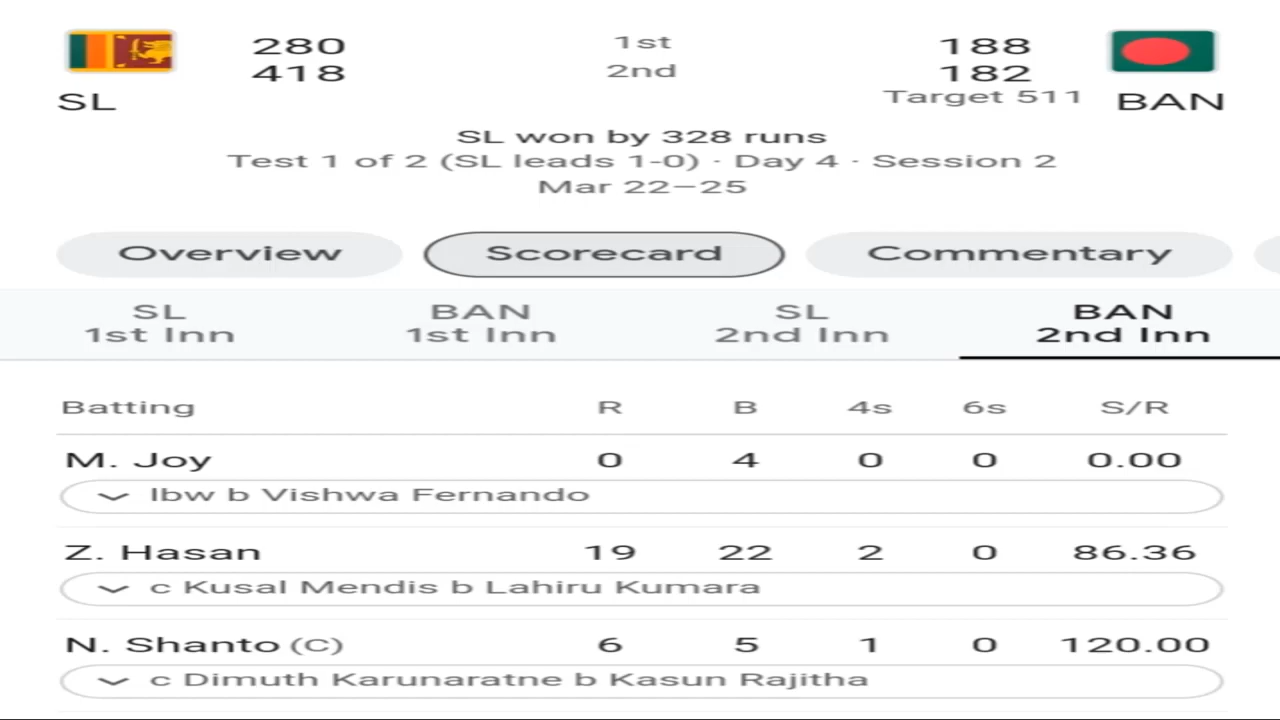 280 1st 188
418 2nd 182
SL Target 511 BAN
SL won by 328 runs
Test 1 of 2 (SL leads 1-0) · Day 4 · Session 2
Mar 22–25
Overview Scorecard Commentary
SL 1st Inn BAN 1st Inn SL 2nd Inn BAN 2nd Inn
Batting R B 4s 6s S/R
M. Joy 0 4 0 0 0.00
lbw b Vishwa Fernando
Z. Hasan 19 22 2 0 86.36
c Kusal Mendis b Lahiru Kumara
N. Shanto (C) 6 5 1 0 120.00
c Dimuth Karunaratne b Kasun Rajitha